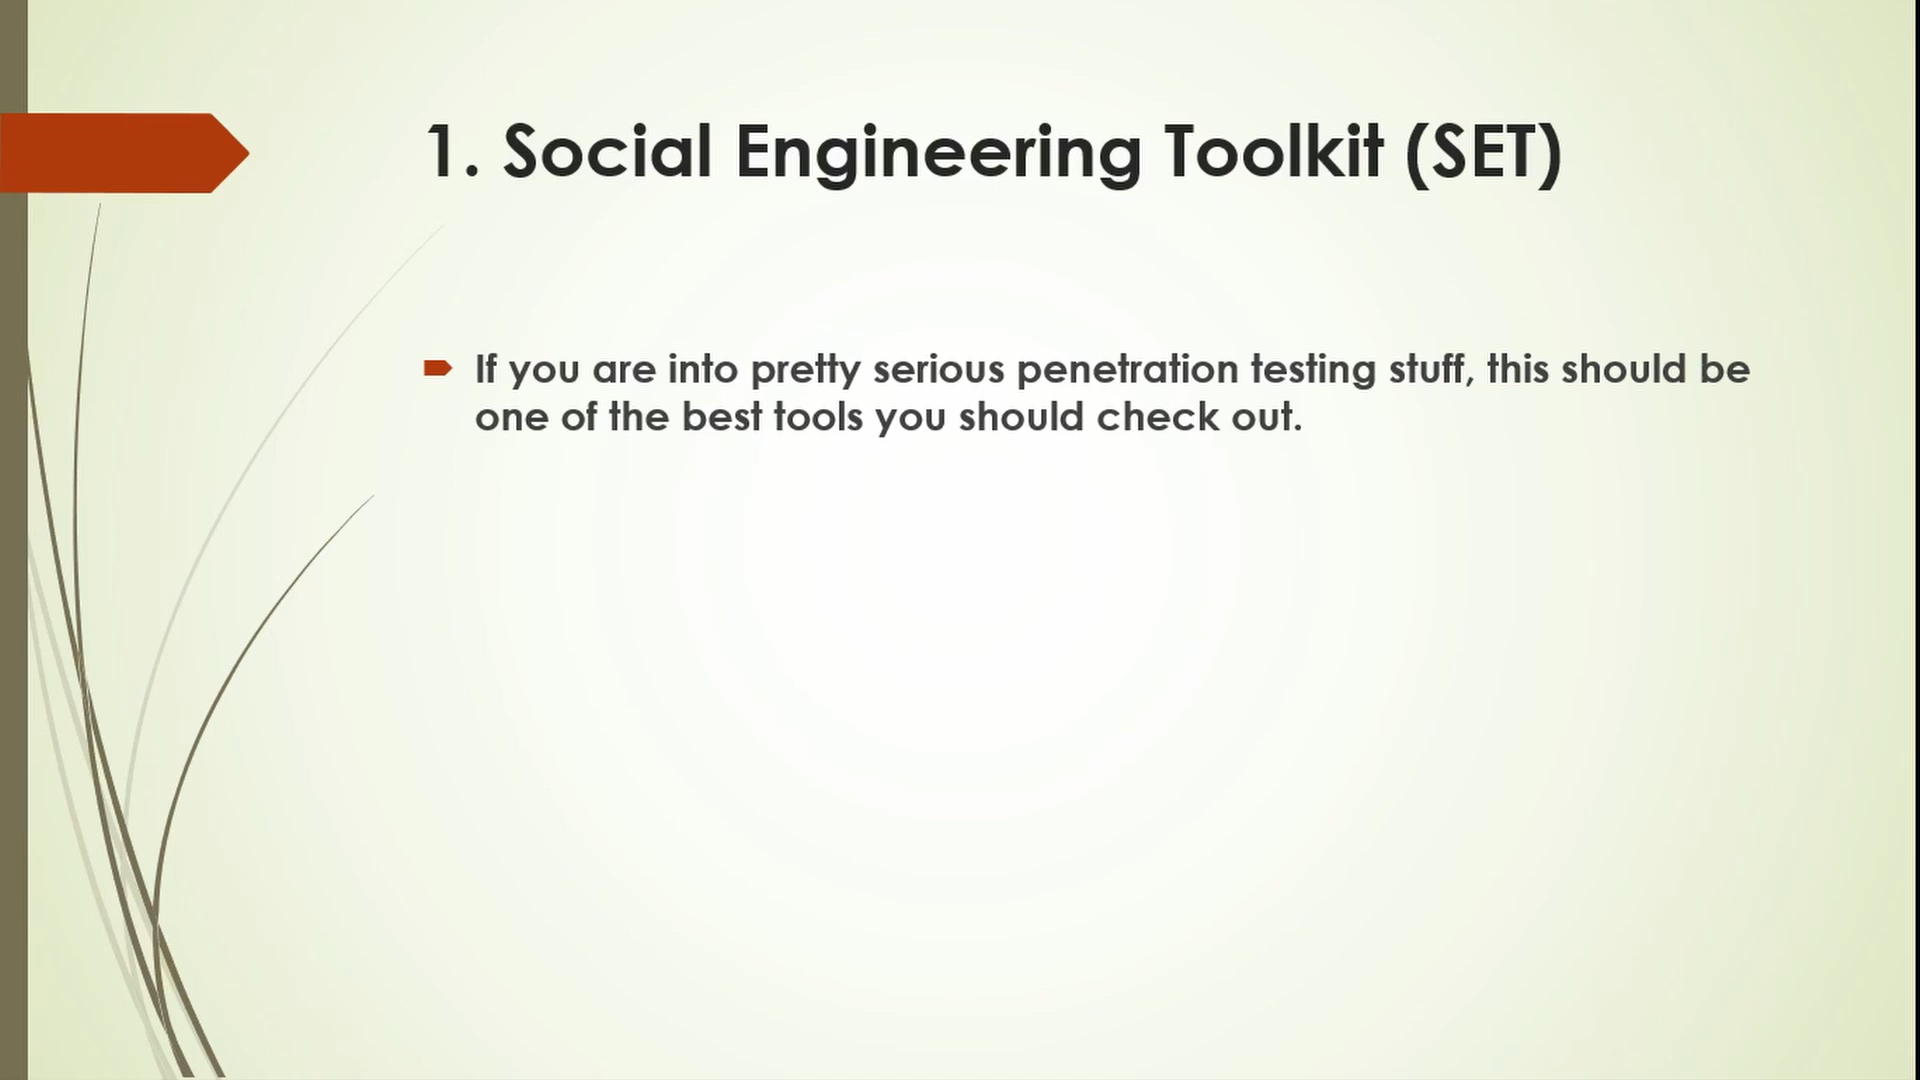 1. Social Engineering Toolkit (SET)
If you are into pretty serious penetration testing stuff, this should be
one of the best tools you should check out.